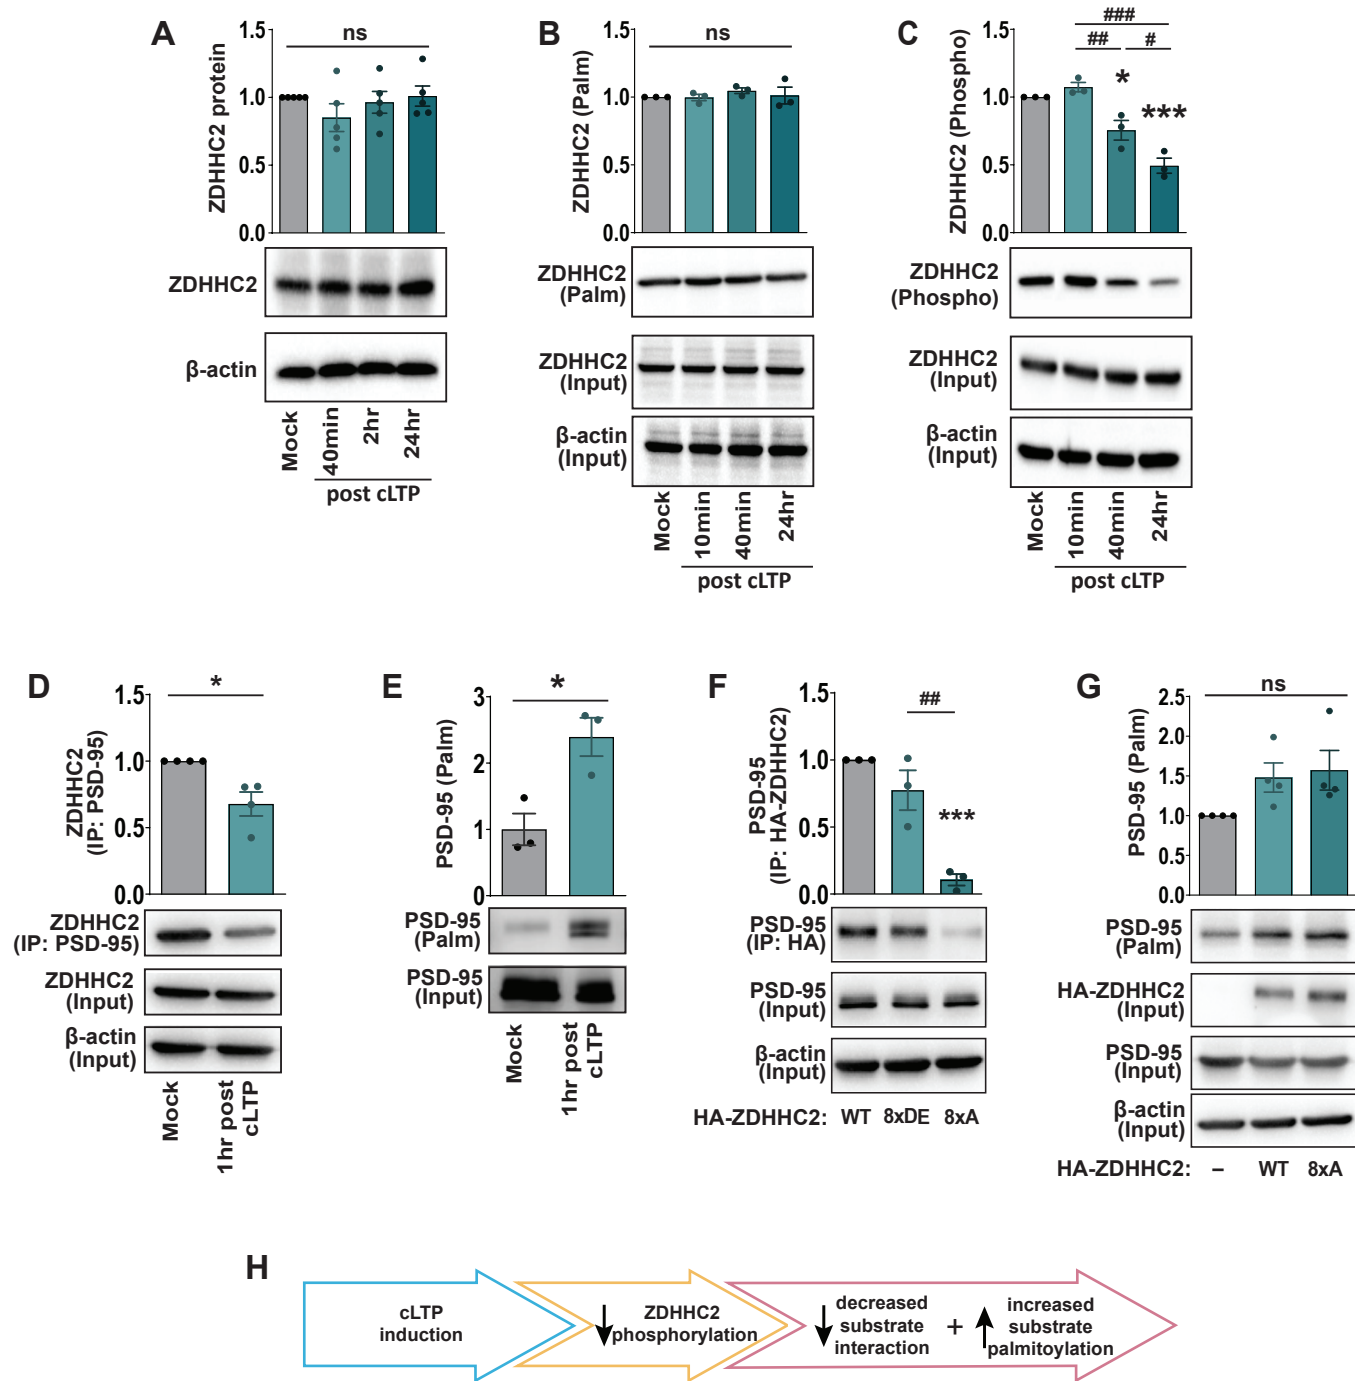 A
ZDHHC2 protein
1.5
1.0
0.5
0.0
ns
ZDHHC2
β-actin
Mock
40min
2hr
24hr
post cLTP
B
ZDHHC2
(Palm)
1.5
1.0
0.5
0.0
ns
ZDHHC2
(Palm)
ZDHHC2
(Input)
β-actin
(Input)
Mock
10min
40min
24hr
post cLTP
C
ZDHHC2
(Phospho)
1.5
1.0
0.5
0.0
###
##
#
*
***
ZDHHC2
(Phospho)
ZDHHC2
(Input)
β-actin
(Input)
Mock
10min
40min
24hr
post cLTP
D
ZDHHC2
(IP: PSD-95)
1.5
1.0
0.5
0.0
*
ZDHHC2
(IP: PSD-95)
ZDHHC2
(Input)
β-actin
(Input)
Mock
1hr post
cLTP
E
PSD-95 (Palm)
3
2
1
0
*
PSD-95
(Palm)
PSD-95
(Input)
Mock
1hr post
cLTP
F
PSD-95
(IP: HA-ZDHHC2)
1.5
1.0
0.5
0.0
##
***
PSD-95
(IP: HA)
PSD-95
(Input)
β-actin
(Input)
HA-ZDHHC2: WT 8xDE 8xA
G
PSD-95 (Palm)
2.5
2.0
1.5
1.0
0.5
0.0
ns
PSD-95
(Palm)
HA-ZDHHC2
(Input)
PSD-95
(Input)
β-actin
(Input)
HA-ZDHHC2: – WT 8xA
H
cLTP
induction
ZDHHC2
phosphorylation
decreased
substrate
interaction
+
increased
substrate
palmitoylation